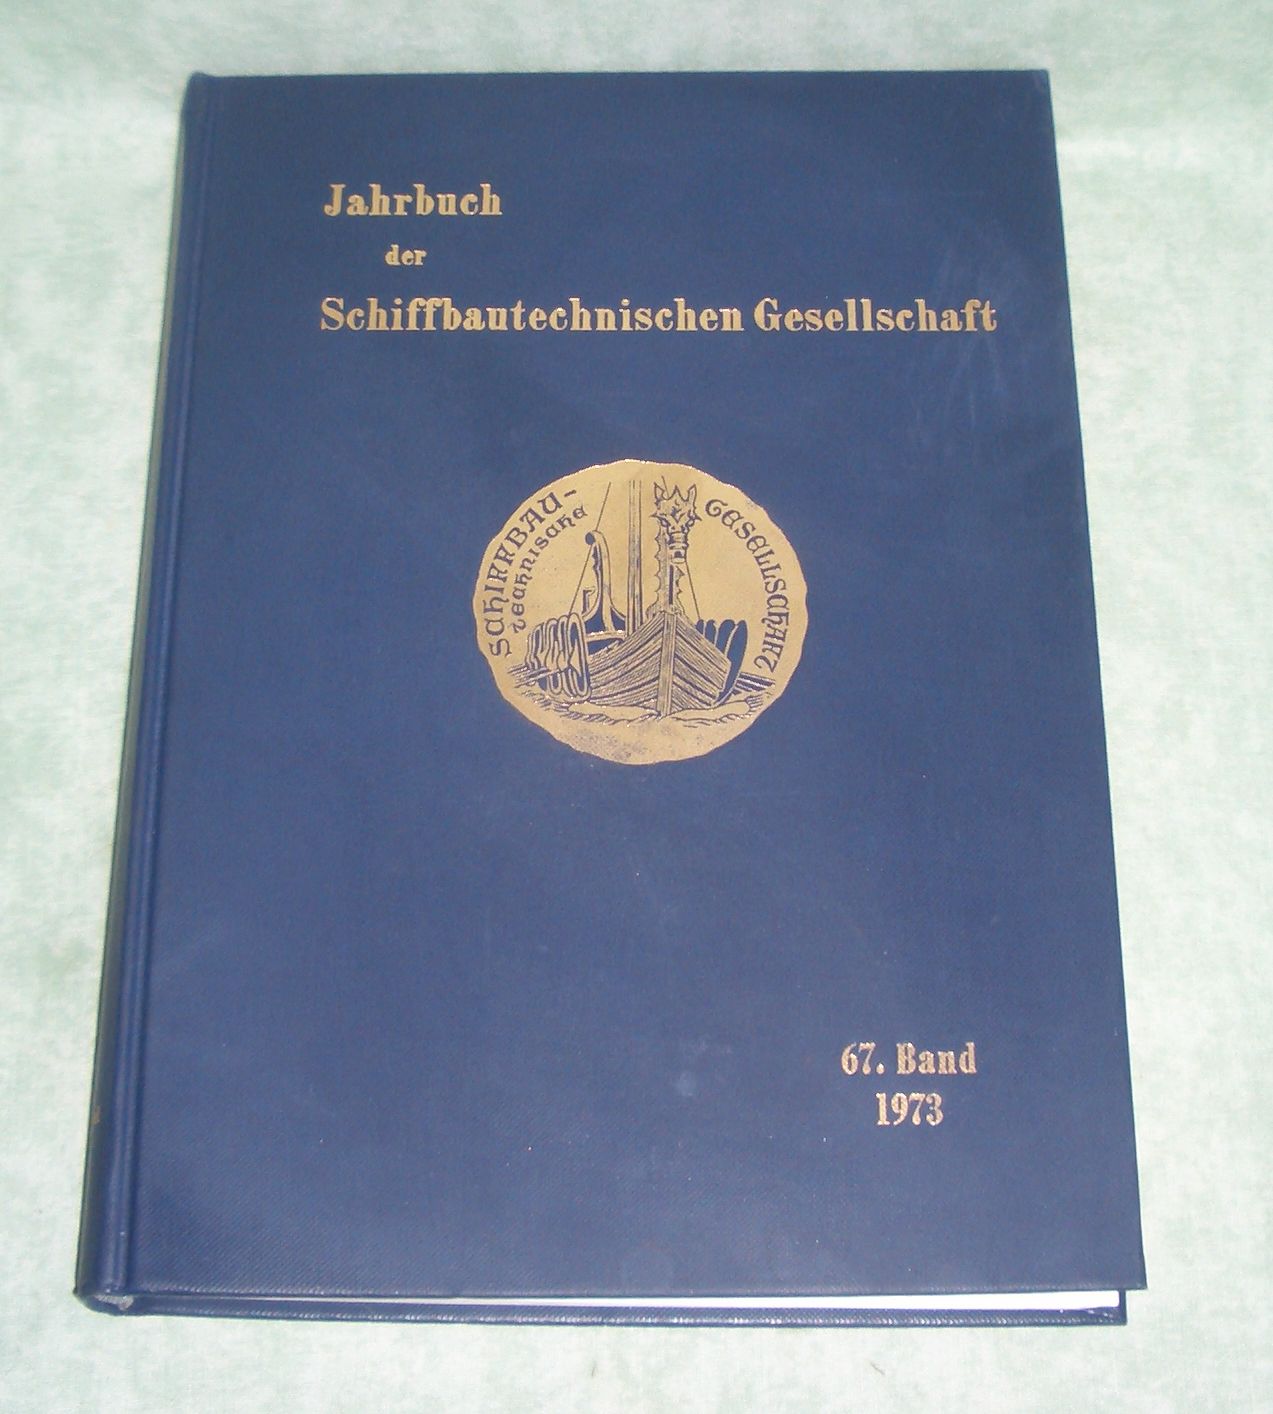 Jahrbuch
der
Schiffbautechnischen Gesellschaft
SCHIFFBAU-
TECHNISCHE
GESELLSCHAFT
67. Band
1973